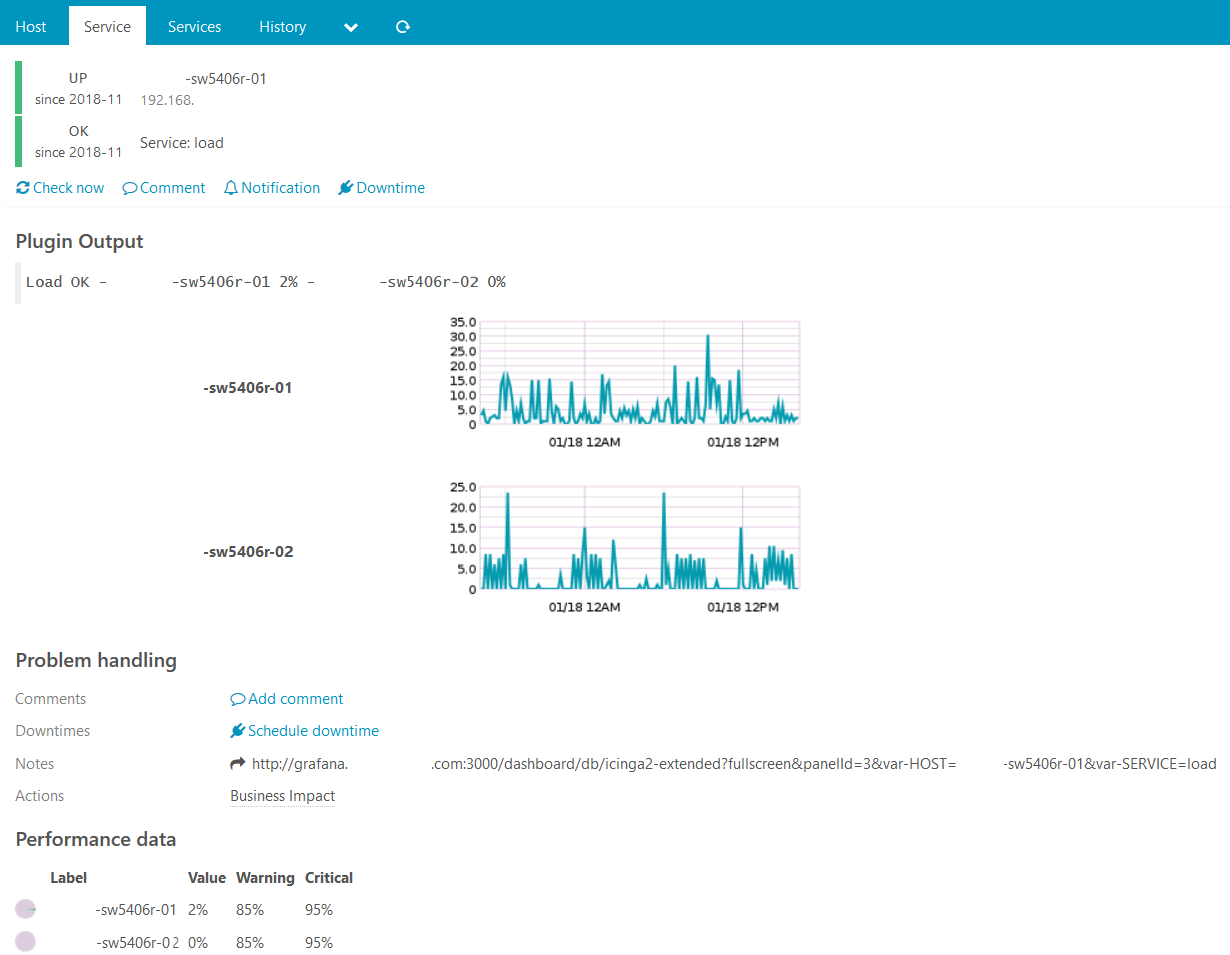 Host Service Services History
UP -sw5406r-01
since 2018-11 192.168.
OK
since 2018-11 Service: load
Check now Comment Notification Downtime
Plugin Output
Load OK - -sw5406r-01 2% - -sw5406r-02 0%
35.0
30.0
25.0
20.0
15.0
10.0
5.0
0
-sw5406r-01
01/18 12AM 01/18 12PM
25.0
20.0
15.0
10.0
5.0
0
-sw5406r-02
01/18 12AM 01/18 12PM
Problem handling
Comments Add comment
Downtimes Schedule downtime
Notes http://grafana. .com:3000/dashboard/db/icinga2-extended?fullscreen&panelId=3&var-HOST= -sw5406r-01&var-SERVICE=load
Actions Business Impact
Performance data
Label Value Warning Critical
-sw5406r-01 2% 85% 95%
-sw5406r-02 0% 85% 95%